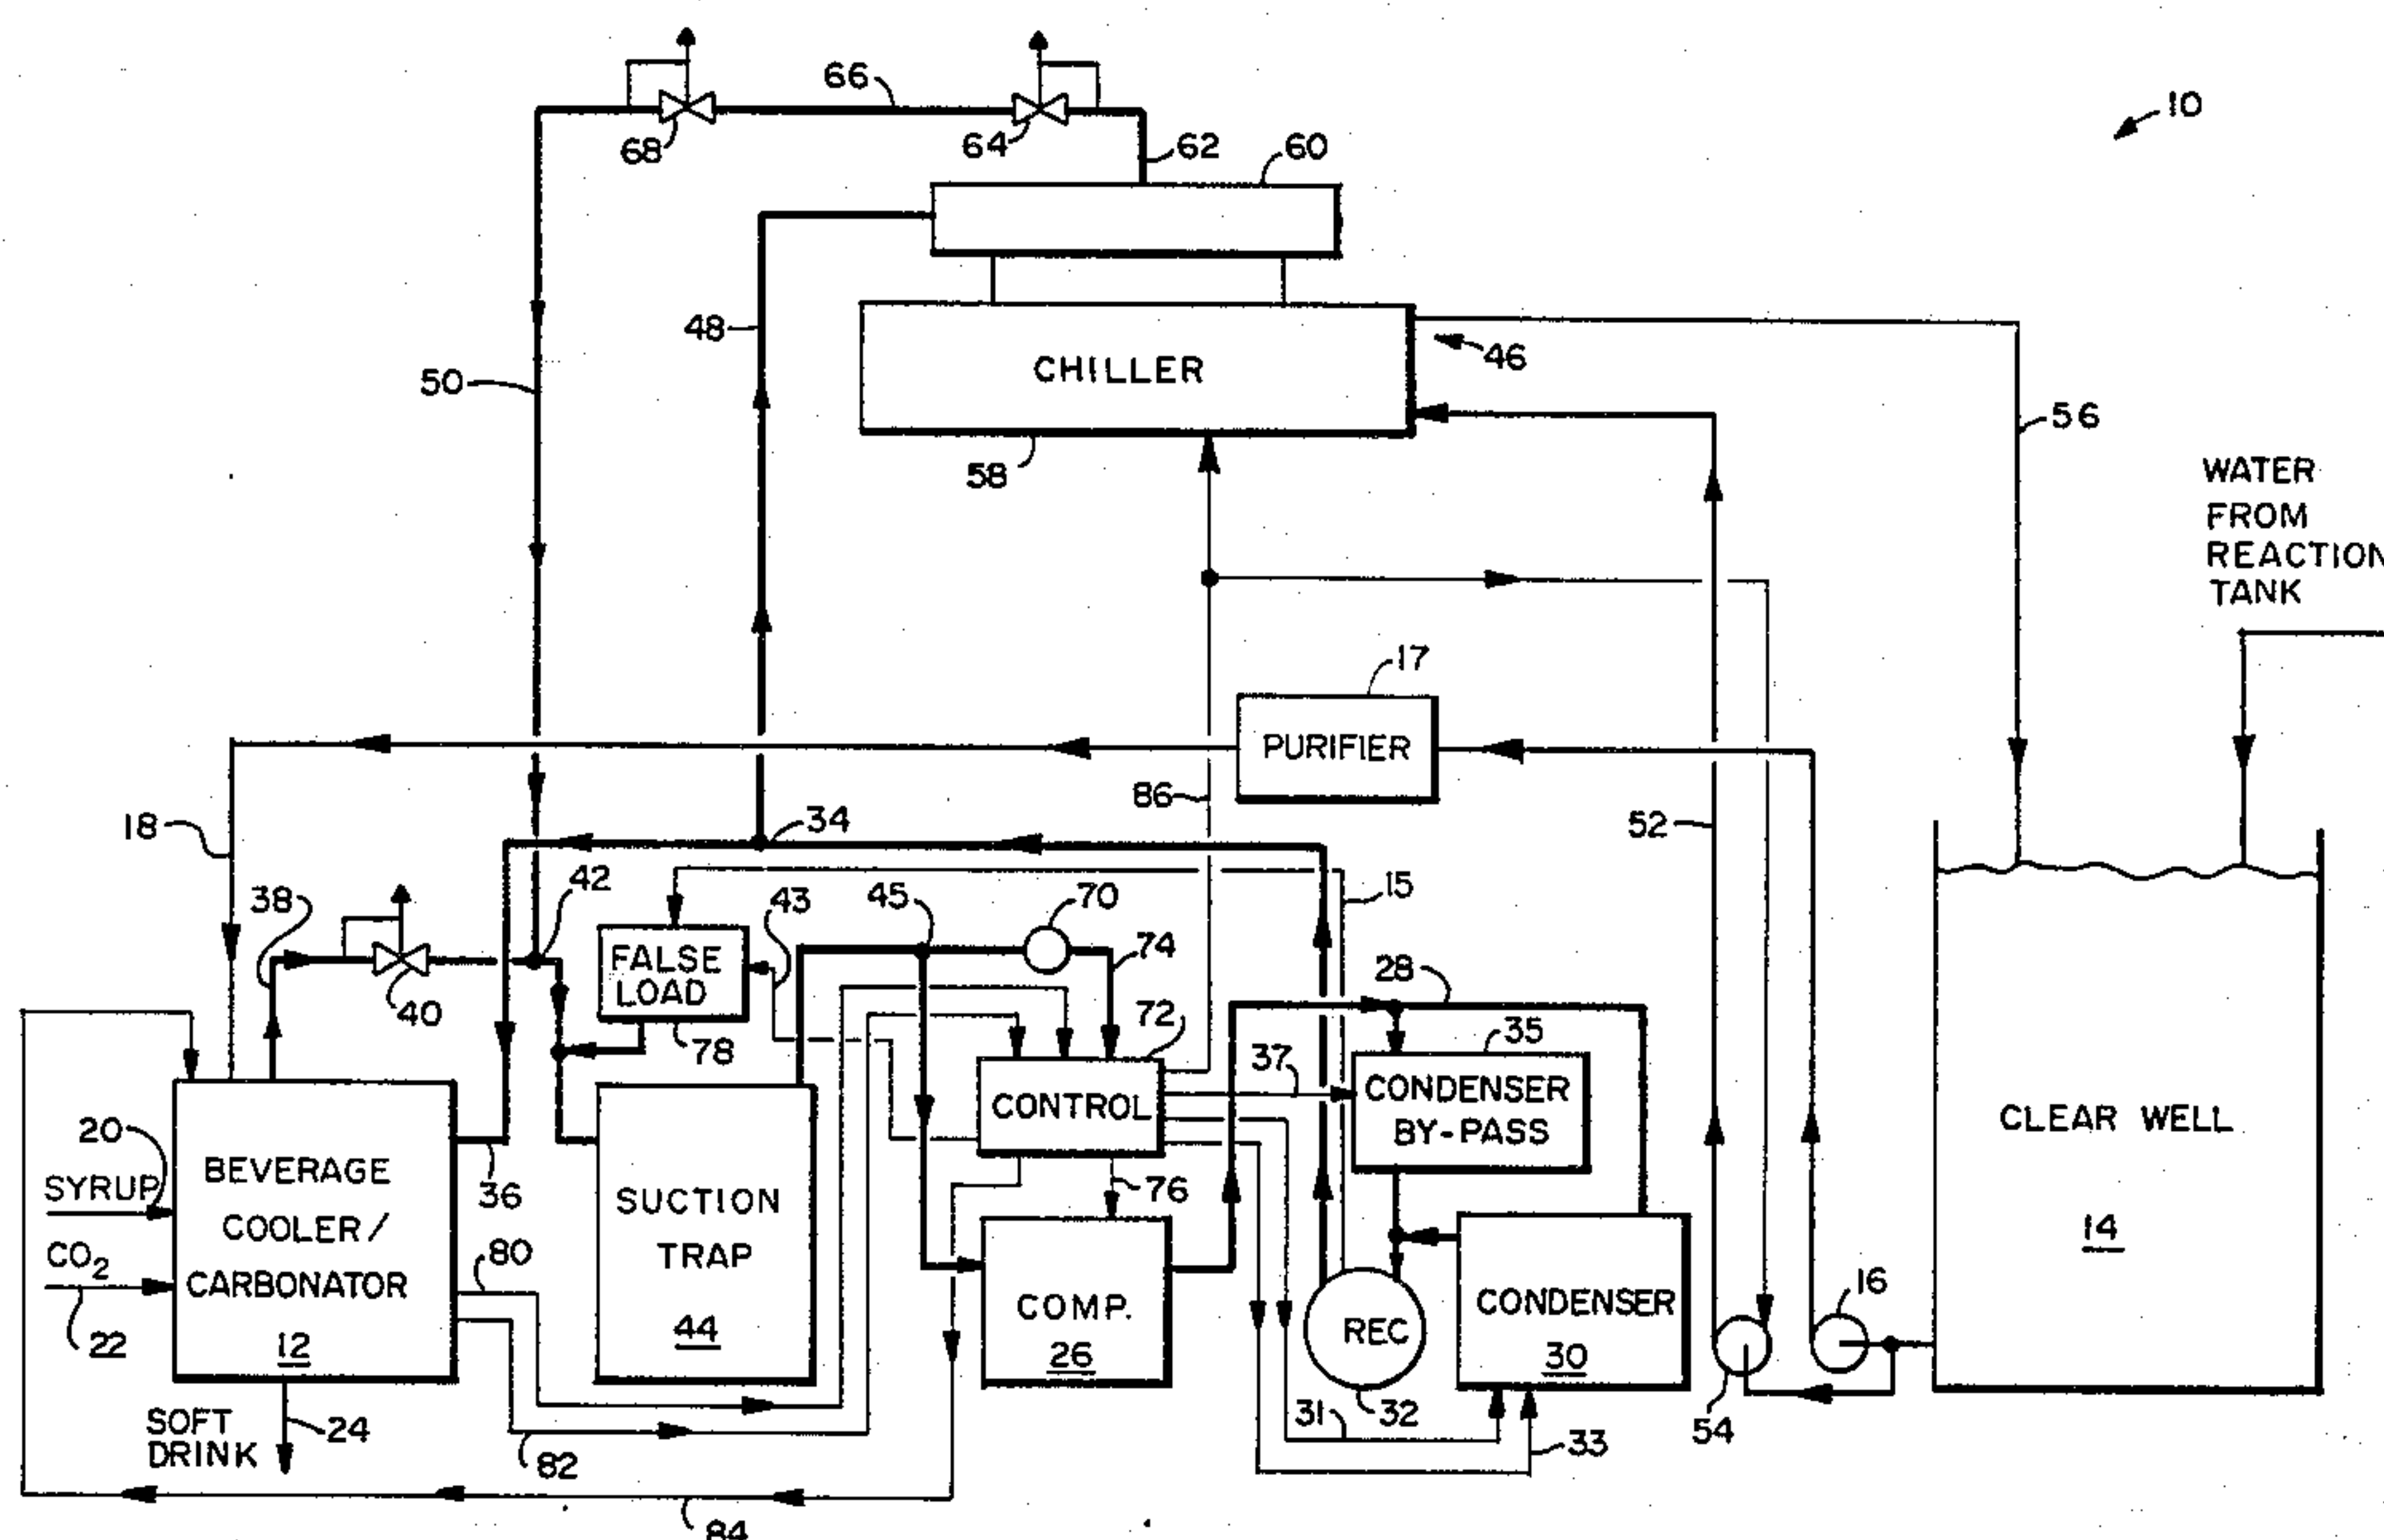 66
10
68
64
62
60
48
CHILLER
46
50
56
58
WATER
FROM
REACTION
TANK
17
PURIFIER
86
18
34
52
42
15
38
43
45
70
74
FALSE
LOAD
28
40
78
72
35
37
CONDENSER
BY-PASS
CONTROL
CLEAR WELL
14
20
SYRUP
BEVERAGE
COOLER/
CARBONATOR
12
36
SUCTION
TRAP
44
76
CO2
80
22
COMP.
26
REC
CONDENSER
30
16
SOFT
DRINK
24
82
31
32
33
54
84